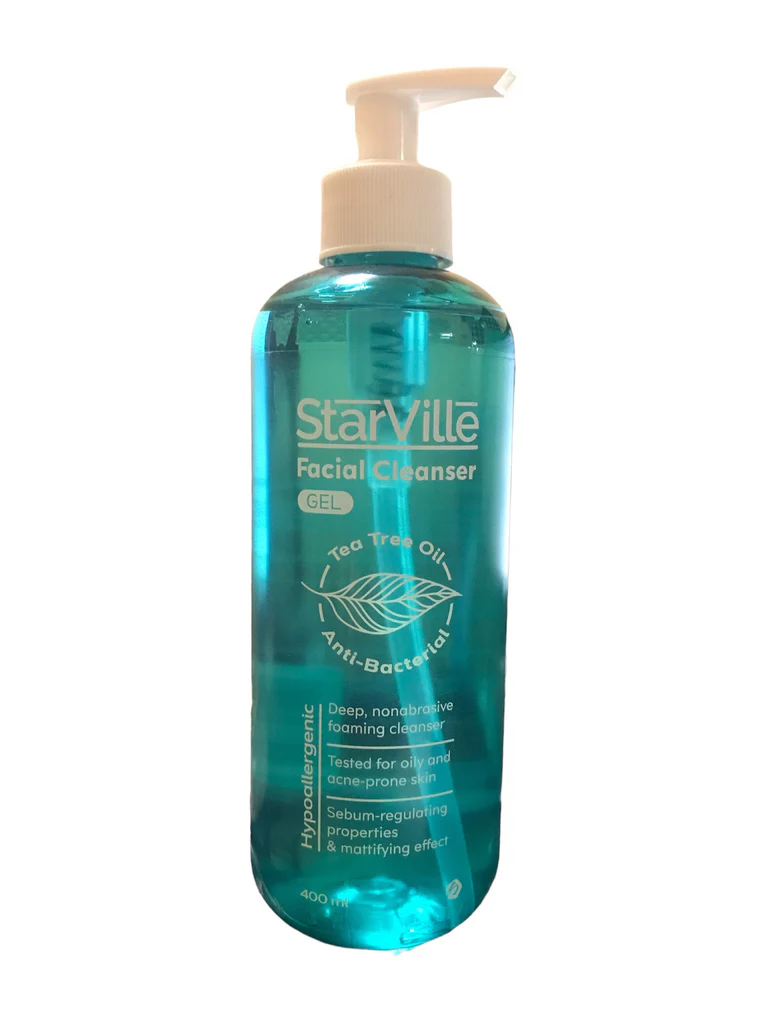 StarVille
Facial Cleanser
GEL
Tea Tree Oil
Anti-Bacterial
Hypoallergenic
Deep, nonabrasive
foaming cleanser
Tested for oily and
acne-prone skin
Sebum-regulating
properties
& mattifying effect
400 ml